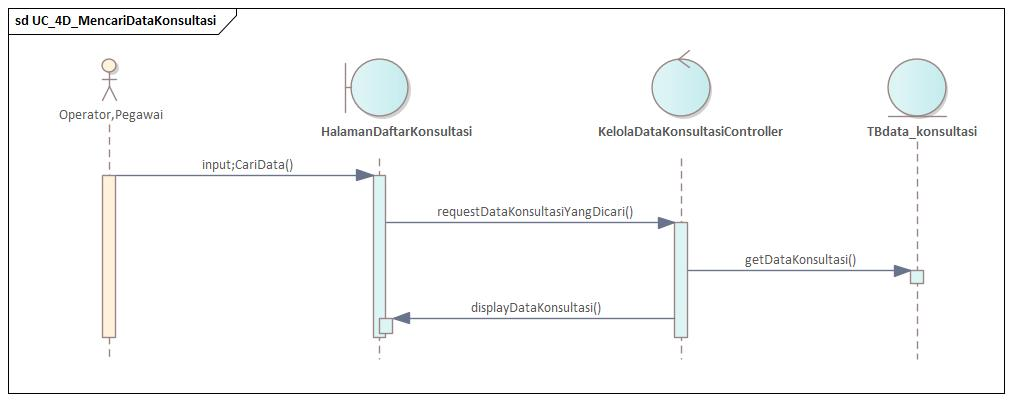 sd UC_4D_MencariDataKonsultasi
Operator,Pegawai
HalamanDaftarKonsultasi
KelolaDataKonsultasiController
TBdata_konsultasi
input;CariData()
requestDataKonsultasiYangDicari()
getDataKonsultasi()
displayDataKonsultasi()